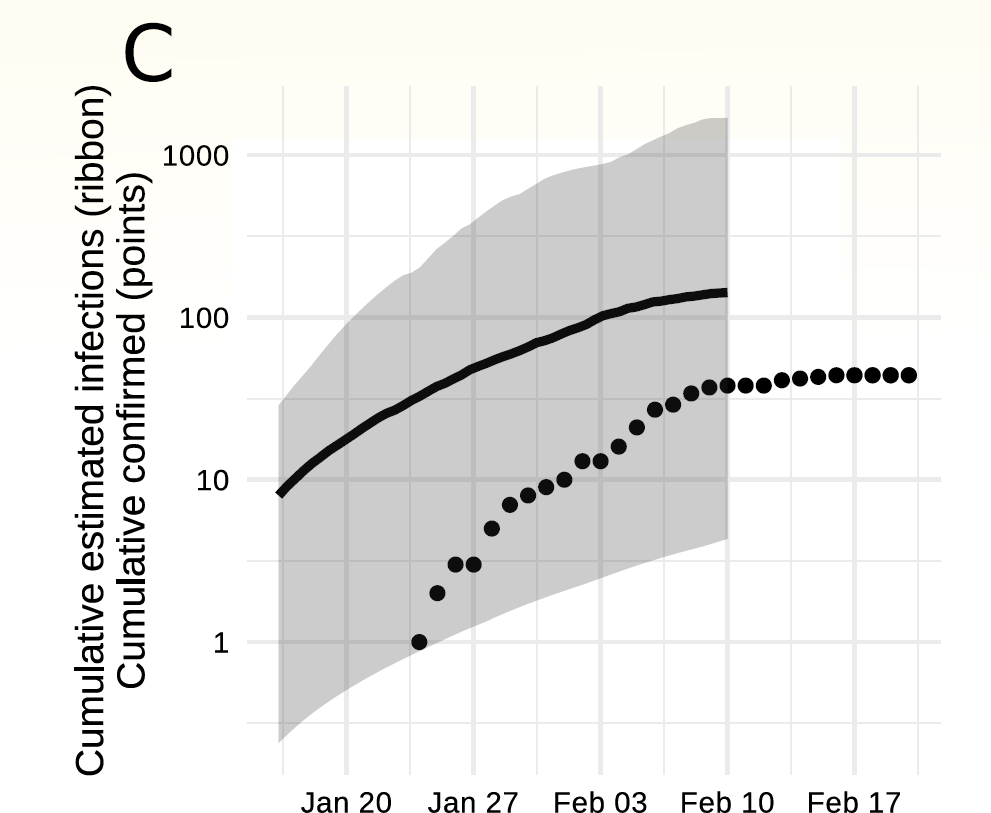 C
Cumulative estimated infections (ribbon)
Cumulative confirmed (points)
1000
100
10
1
Jan 20 Jan 27 Feb 03 Feb 10 Feb 17